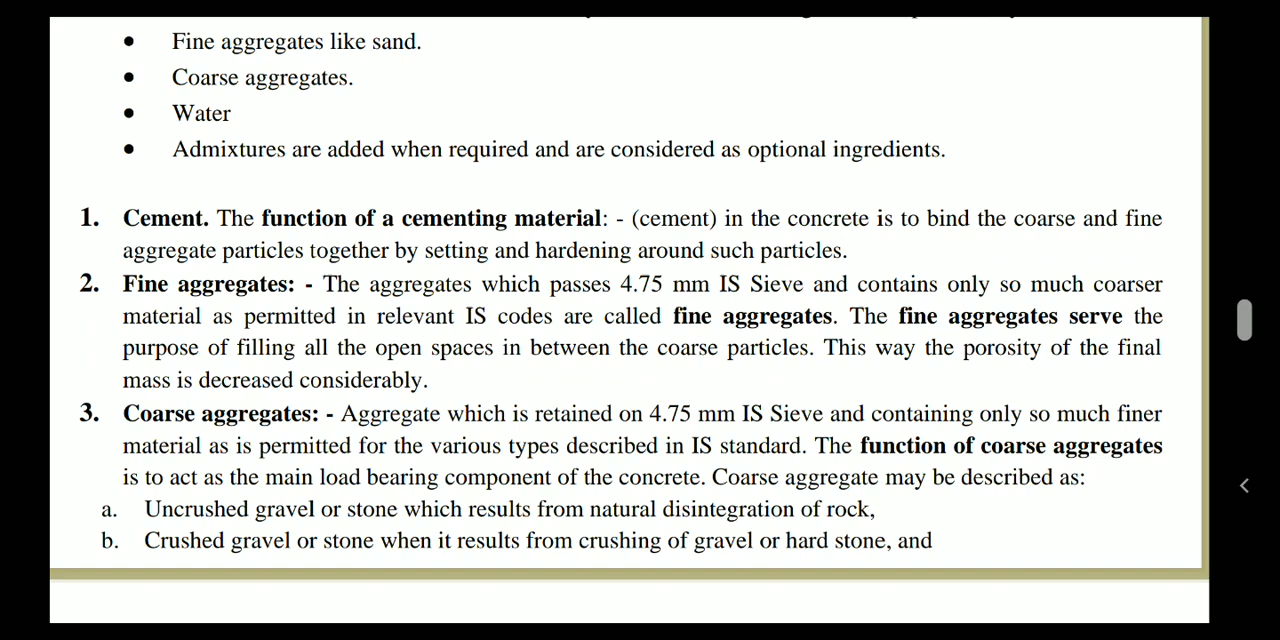 • Fine aggregates like sand.
• Coarse aggregates.
• Water
• Admixtures are added when required and are considered as optional ingredients.
1. Cement. The function of a cementing material: - (cement) in the concrete is to bind the coarse and fine
aggregate particles together by setting and hardening around such particles.
2. Fine aggregates: - The aggregates which passes 4.75 mm IS Sieve and contains only so much coarser
material as permitted in relevant IS codes are called fine aggregates. The fine aggregates serve the
purpose of filling all the open spaces in between the coarse particles. This way the porosity of the final
mass is decreased considerably.
3. Coarse aggregates: - Aggregate which is retained on 4.75 mm IS Sieve and containing only so much finer
material as is permitted for the various types described in IS standard. The function of coarse aggregates
is to act as the main load bearing component of the concrete. Coarse aggregate may be described as:
a. Uncrushed gravel or stone which results from natural disintegration of rock,
b. Crushed gravel or stone when it results from crushing of gravel or hard stone, and